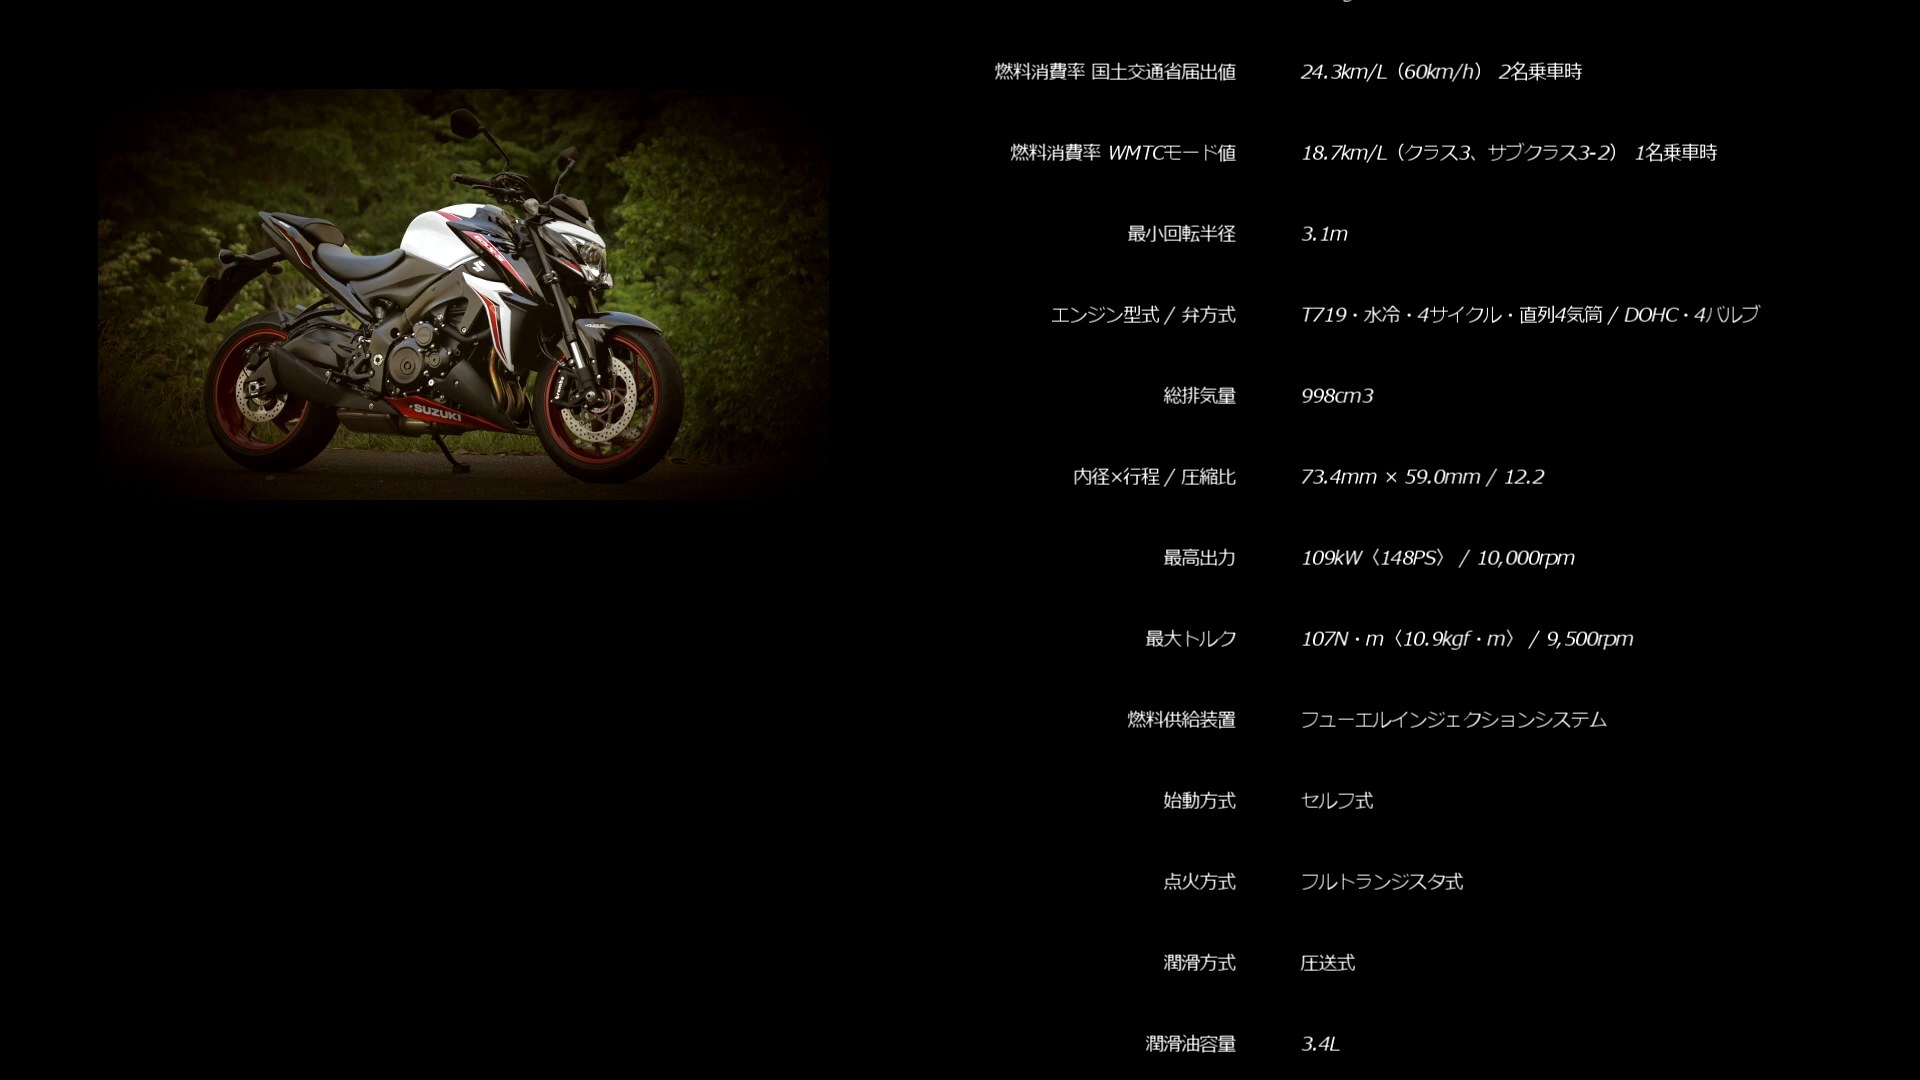 燃料消費率 国土交通省届出値 24.3km/L（60km/h） 2名乗車時
燃料消費率 WMTCモード値 18.7km/L（クラス3、サブクラス3-2） 1名乗車時
最小回転半径 3.1m
エンジン型式 / 弁方式 T719・水冷・4サイクル・直列4気筒 / DOHC・4バルブ
総排気量 998cm3
内径×行程 / 圧縮比 73.4mm × 59.0mm / 12.2
最高出力 109kW〈148PS〉 / 10,000rpm
最大トルク 107N・m〈10.9kgf・m〉 / 9,500rpm
燃料供給装置 フューエルインジェクションシステム
始動方式 セルフ式
点火方式 フルトランジスタ式
潤滑方式 圧送式
潤滑油容量 3.4L
SUZUKI